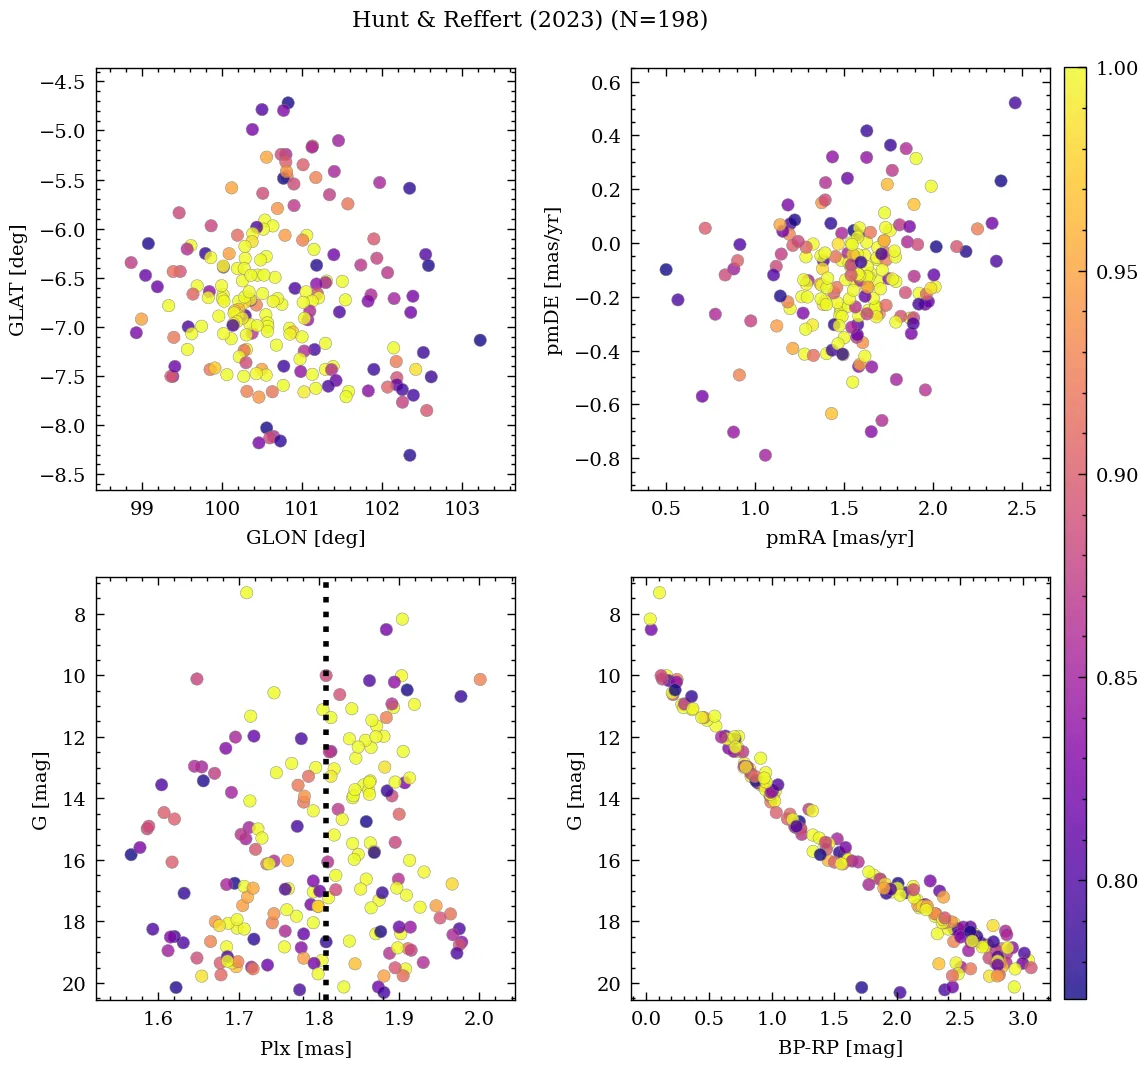 Hunt & Reffert (2023) (N=198)
−4.5
−5.0
−5.5
−6.0
−6.5
−7.0
−7.5
−8.0
−8.5
GLAT [deg]
99 100 101 102 103
GLON [deg]
0.6
0.4
0.2
0.0
−0.2
−0.4
−0.6
−0.8
pmDE [mas/yr]
0.5 1.0 1.5 2.0 2.5
pmRA [mas/yr]
8
10
12
14
16
18
20
G [mag]
1.6 1.7 1.8 1.9 2.0
Plx [mas]
8
10
12
14
16
18
20
G [mag]
0.0 0.5 1.0 1.5 2.0 2.5 3.0
BP-RP [mag]
1.00
0.95
0.90
0.85
0.80